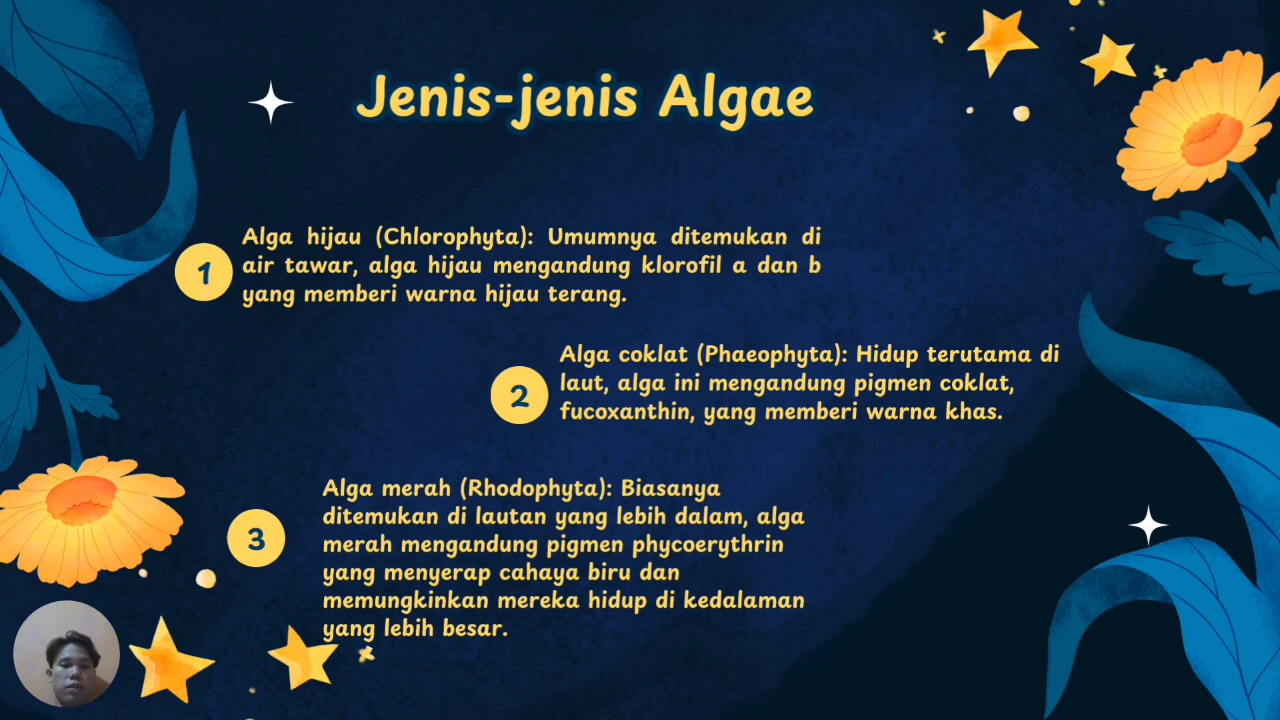 Jenis-jenis Algae
1
Alga hijau (Chlorophyta): Umumnya ditemukan di
air tawar, alga hijau mengandung klorofil a dan b
yang memberi warna hijau terang.
2
Alga coklat (Phaeophyta): Hidup terutama di
laut, alga ini mengandung pigmen coklat,
fucoxanthin, yang memberi warna khas.
3
Alga merah (Rhodophyta): Biasanya
ditemukan di lautan yang lebih dalam, alga
merah mengandung pigmen phycoerythrin
yang menyerap cahaya biru dan
memungkinkan mereka hidup di kedalaman
yang lebih besar.